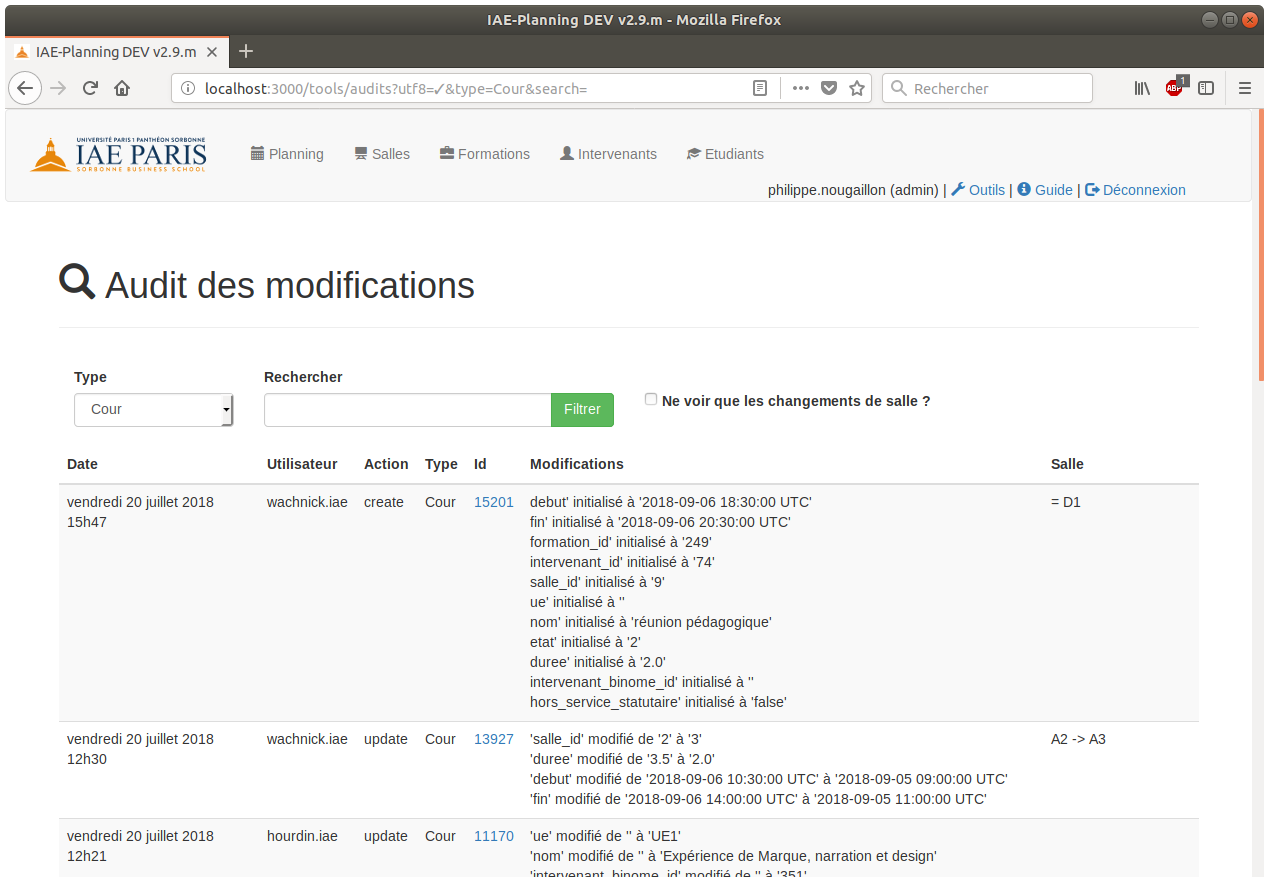 IAE-Planning DEV v2.9.m - Mozilla Firefox
IAE-Planning DEV v2.9.m
localhost:3000/tools/audits?utf8=✓&type=Cour&search=
Rechercher
ABP
1
UNIVERSITÉ PARIS 1 PANTHÉON SORBONNE
IAE PARIS
SORBONNE BUSINESS SCHOOL
Planning Salles Formations Intervenants Etudiants
philippe.nougaillon (admin) | Outils | Guide | Déconnexion
Audit des modifications
Type Rechercher
Cour Filtrer Ne voir que les changements de salle ?
Date Utilisateur Action Type Id Modifications Salle
vendredi 20 juillet 2018 wachnick.iae create Cour 15201 debut' initialisé à '2018-09-06 18:30:00 UTC' = D1
15h47 fin' initialisé à '2018-09-06 20:30:00 UTC'
formation_id' initialisé à '249'
intervenant_id' initialisé à '74'
salle_id' initialisé à '9'
ue' initialisé à ''
nom' initialisé à 'réunion pédagogique'
etat' initialisé à '2'
duree' initialisé à '2.0'
intervenant_binome_id' initialisé à ''
hors_service_statutaire' initialisé à 'false'
vendredi 20 juillet 2018 wachnick.iae update Cour 13927 'salle_id' modifié de '2' à '3' A2 -> A3
12h30 'duree' modifié de '3.5' à '2.0'
'debut' modifié de '2018-09-06 10:30:00 UTC' à '2018-09-05 09:00:00 UTC'
'fin' modifié de '2018-09-06 14:00:00 UTC' à '2018-09-05 11:00:00 UTC'
vendredi 20 juillet 2018 hourdin.iae update Cour 11170 'ue' modifié de '' à 'UE1'
12h21 'nom' modifié de '' à 'Expérience de Marque, narration et design'
'intervenant_binome_id' modifié de '' à '351'